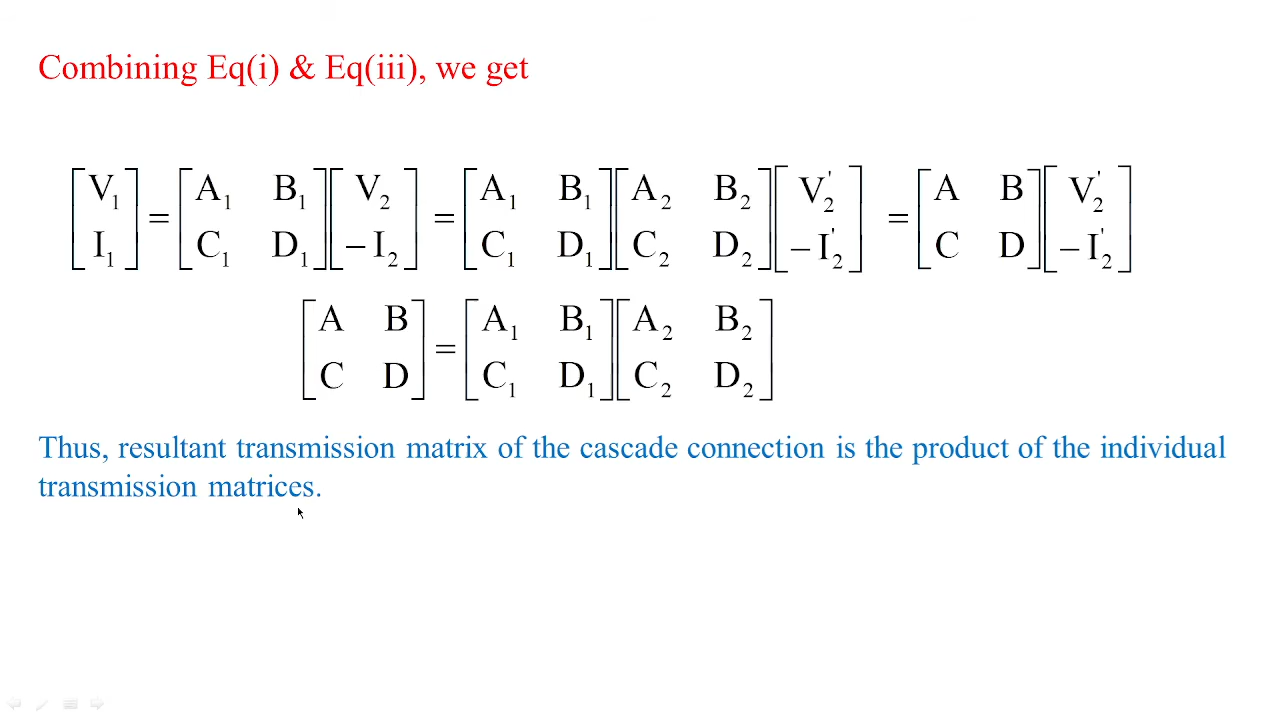 Combining Eq(i) & Eq(iii), we get
[V₁ I₁] = [A₁ B₁ C₁ D₁][V₂ −I₂] = [A₁ B₁ C₁ D₁][A₂ B₂ C₂ D₂][V₂' −I₂'] = [A B C D][V₂' −I₂']
[A B C D] = [A₁ B₁ C₁ D₁][A₂ B₂ C₂ D₂]
Thus, resultant transmission matrix of the cascade connection is the product of the individual
transmission matrices.